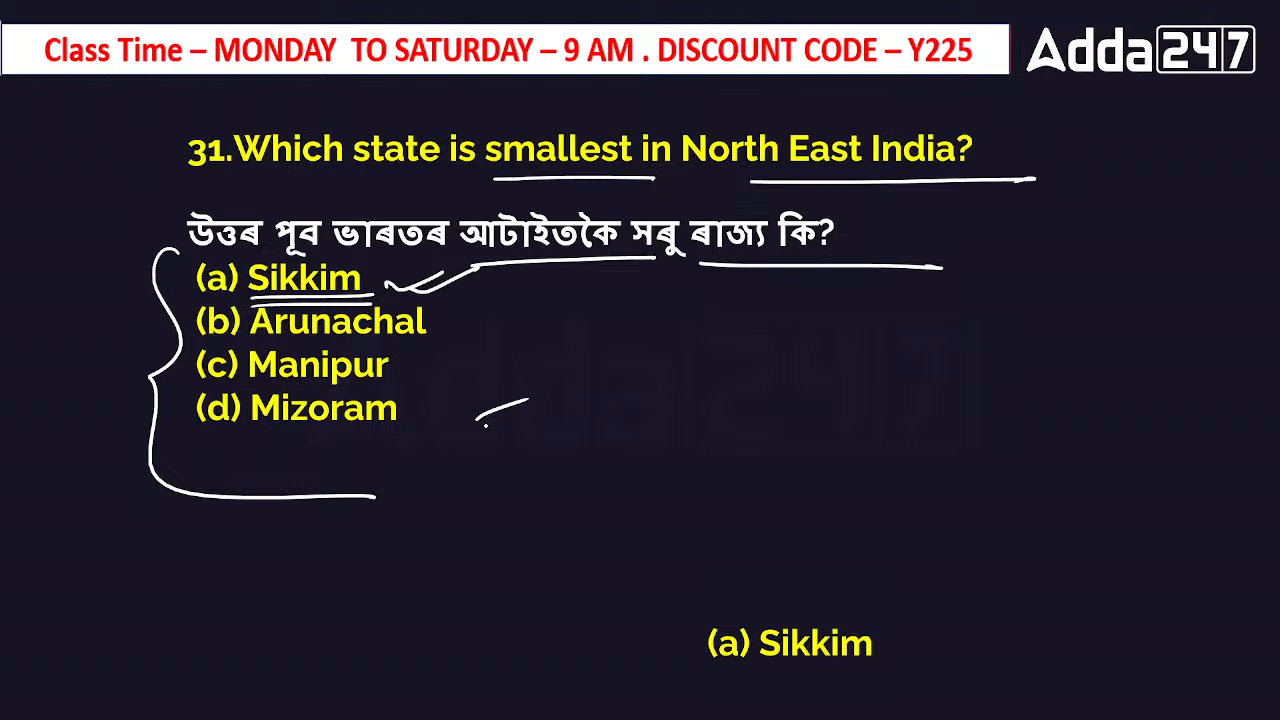 Class Time – MONDAY TO SATURDAY – 9 AM . DISCOUNT CODE – Y225
Adda247
31.Which state is smallest in North East India?
উত্তৰ পূব ভাৰতৰ আটাইতকৈ সৰু ৰাজ্য কি?
(a) Sikkim
(b) Arunachal
(c) Manipur
(d) Mizoram
(a) Sikkim